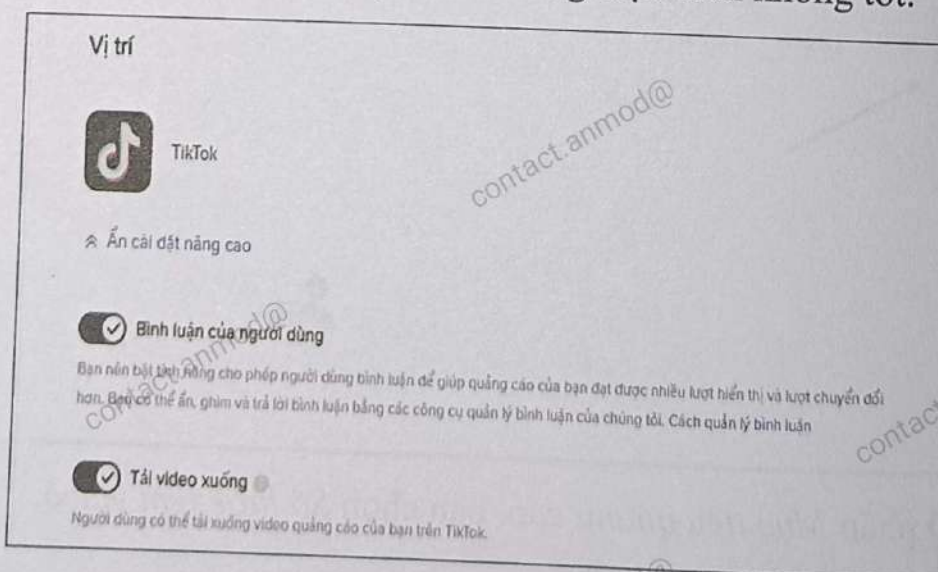 tốt.
Vị trí
contact.anmod@
TikTok
Ẩn cài đặt nâng cao
Bình luận của người dùng
Bạn nên bật tính năng cho phép người dùng bình luận để giúp quảng cáo của bạn đạt được nhiều lượt hiển thị và lượt chuyển đổi
hơn. Bạn có thể ẩn, ghim và trả lời bình luận bằng các công cụ quản lý bình luận của chúng tôi. Cách quản lý bình luận
contact.anmod@
contac
Tải video xuống
Người dùng có thể tải xuống video quảng cáo của bạn trên TikTok.